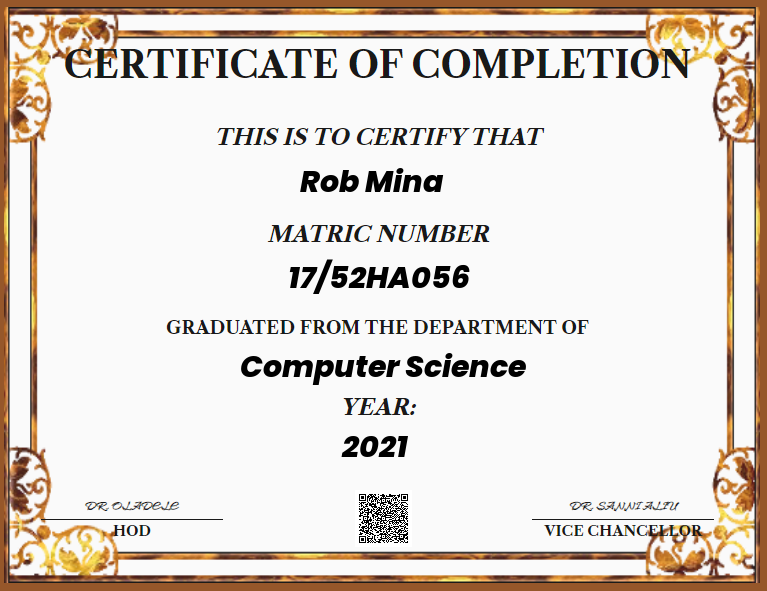 CERTIFICATE OF COMPLETION
THIS IS TO CERTIFY THAT
Rob Mina
MATRIC NUMBER
17/52HA056
GRADUATED FROM THE DEPARTMENT OF
Computer Science
YEAR:
2021
DR. OLADELE
DR. SANNI ALIU
HOD
VICE CHANCELLOR